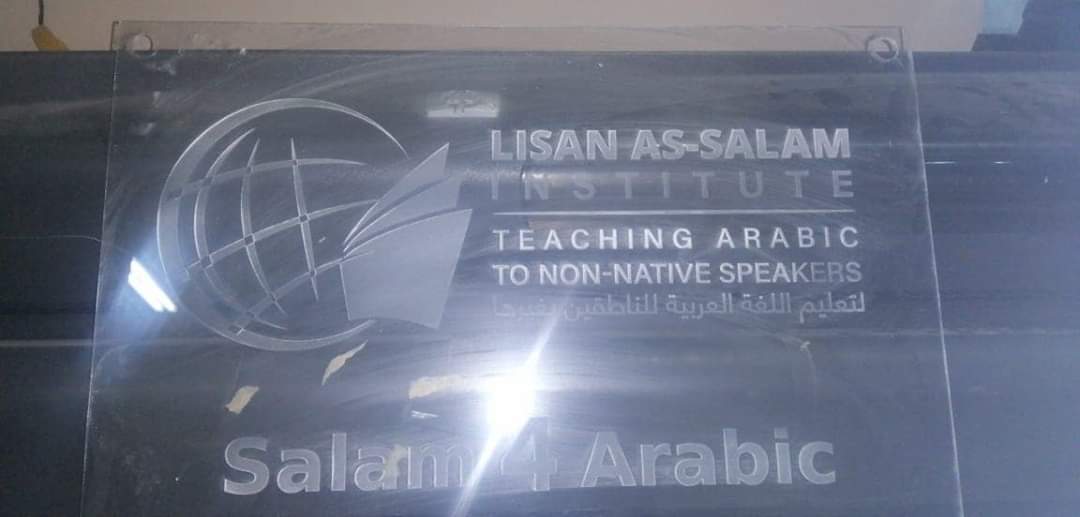 LISAN AS-SALAM
INSTITUTE
TEACHING ARABIC
TO NON-NATIVE SPEAKERS
لتعليم اللغة العربية للناطقين بغيرها
Salam 4 Arabic